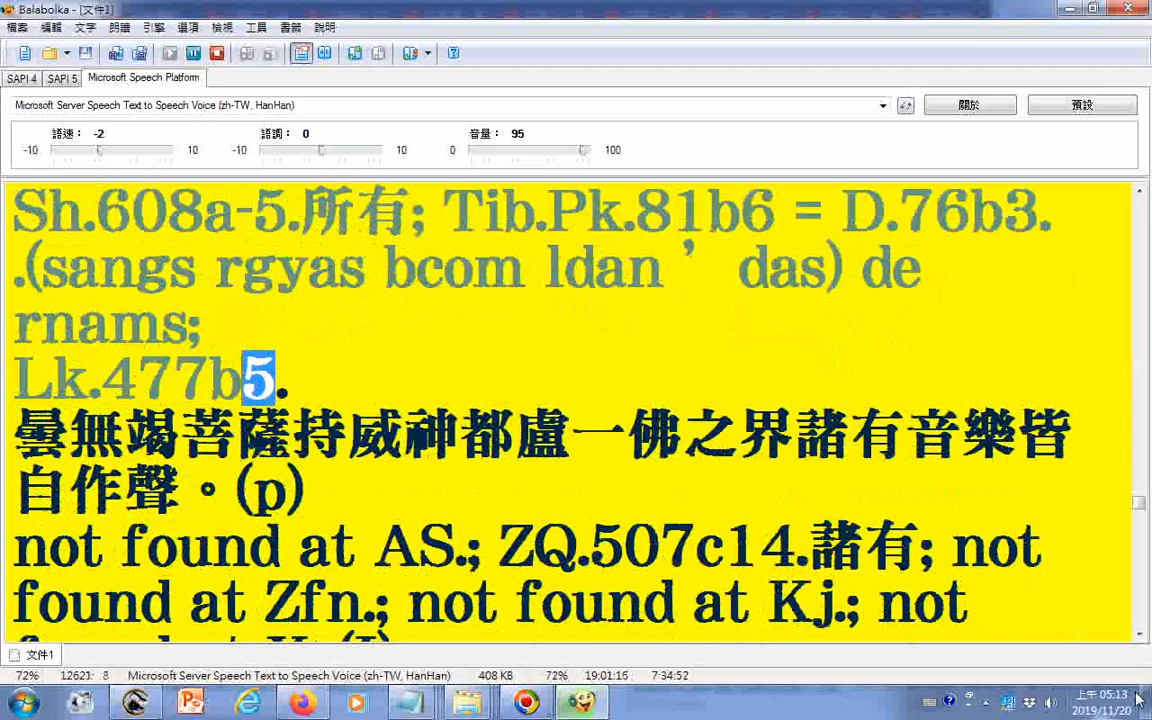 Balabolka - [文件1]
檔案 編輯 文字 朗讀 引擎 選項 檢視 工具 書籤 說明
SAPI 4 SAPI 5 Microsoft Speech Platform
Microsoft Server Speech Text to Speech Voice (zh-TW, HanHan) 關於 預設
語速： -2 語調： 0 音量： 95
-10 10 -10 10 0 100
Sh.608a-5.所有; Tib.Pk.81b6 = D.76b3.
.(sangs rgyas bcom ldan ’ das) de
rnams;
Lk.477b5.
曇無竭菩薩持威神都盧一佛之界諸有音樂皆
自作聲。(p)
not found at AS.; ZQ.507c14.諸有; not
found at Zfn.; not found at Kj.; not
文件1
72% 12621: 8 Microsoft Server Speech Text to Speech Voice (zh-TW, HanHan) 408 KB 72% 19:01:16 7:34:52
上午 05:13
2019/11/20